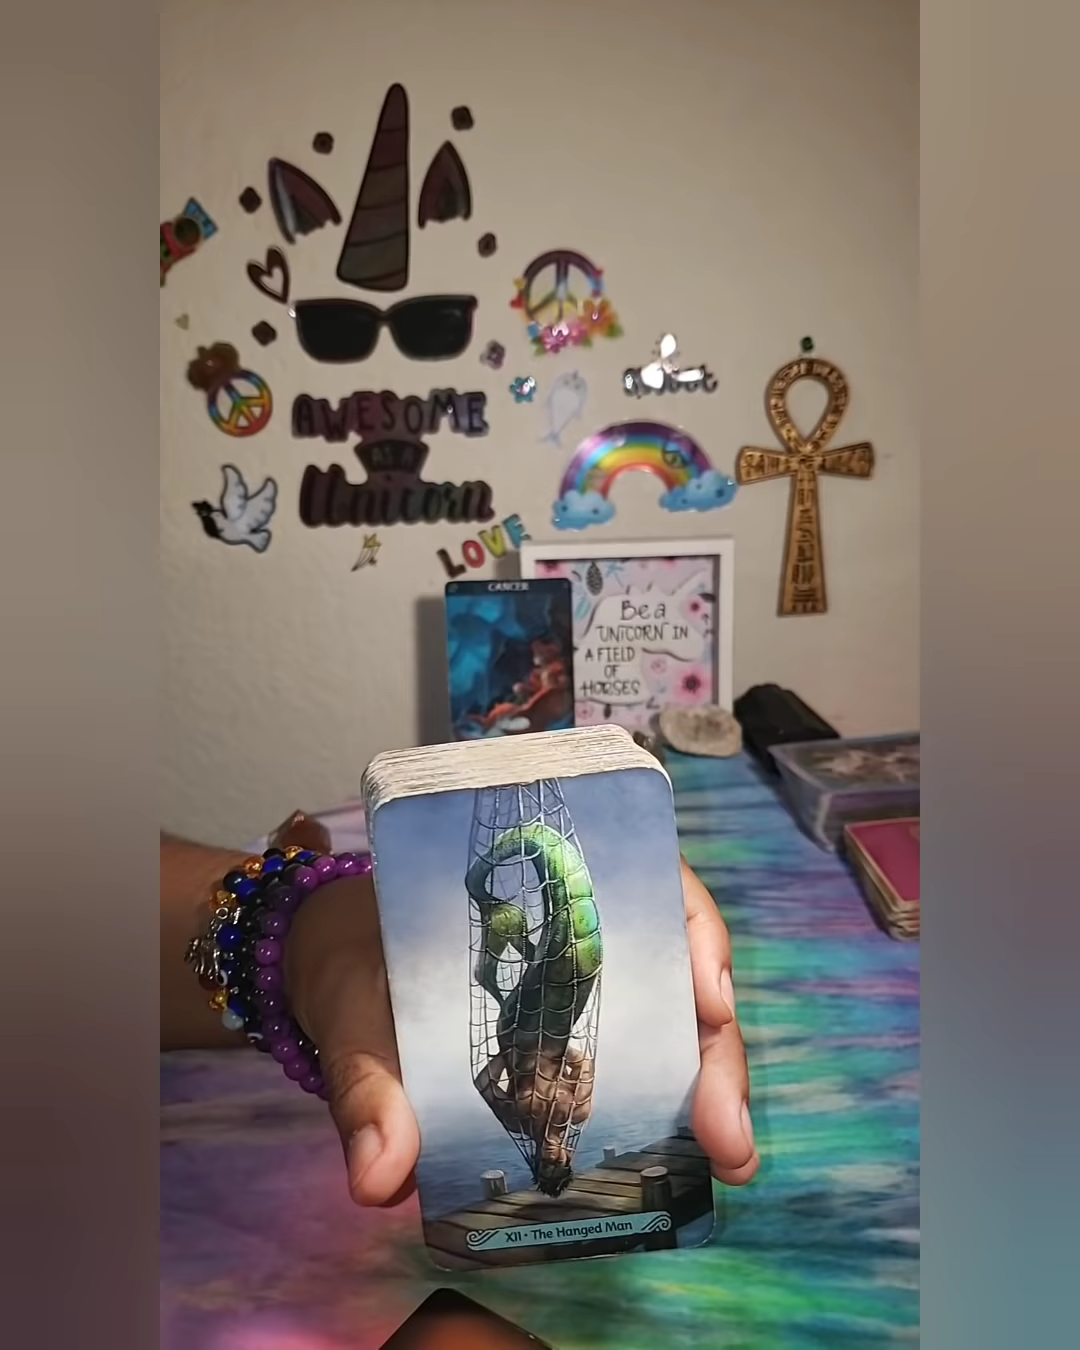 AWESOME
AS A
Unicorn
LOVE
CANCER
Be a
UNICORN IN
A FIELD
OF
HORSES
XII • The Hanged Man